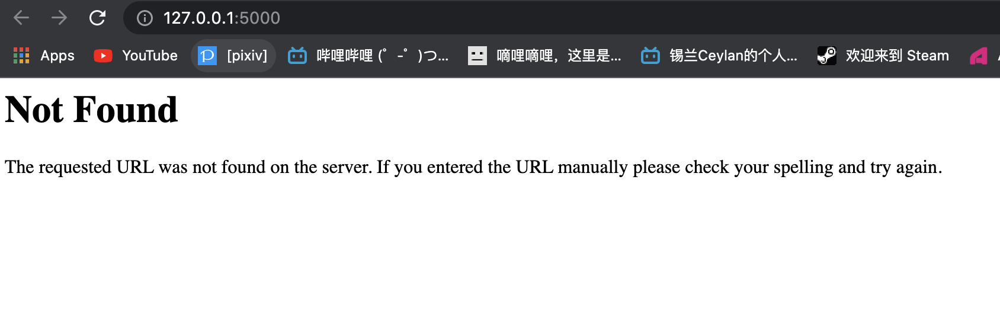 127.0.0.1:5000
Apps YouTube [pixiv] 哔哩哔哩 (゜-゜)つ... 嘀哩嘀哩，这里是... 锡兰Ceylan的个人... 欢迎来到 Steam
Not Found
The requested URL was not found on the server. If you entered the URL manually please check your spelling and try again.